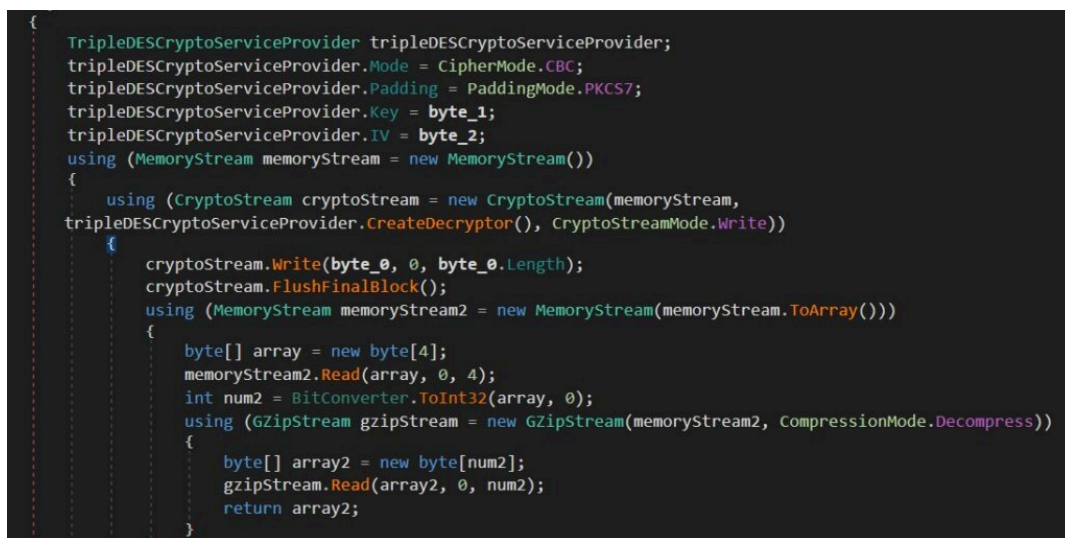 {
TripleDESCryptoServiceProvider tripleDESCryptoServiceProvider;
tripleDESCryptoServiceProvider.Mode = CipherMode.CBC;
tripleDESCryptoServiceProvider.Padding = PaddingMode.PKCS7;
tripleDESCryptoServiceProvider.Key = byte_1;
tripleDESCryptoServiceProvider.IV = byte_2;
using (MemoryStream memoryStream = new MemoryStream())
{
using (CryptoStream cryptoStream = new CryptoStream(memoryStream,
tripleDESCryptoServiceProvider.CreateDecryptor(), CryptoStreamMode.Write))
{
cryptoStream.Write(byte_0, 0, byte_0.Length);
cryptoStream.FlushFinalBlock();
using (MemoryStream memoryStream2 = new MemoryStream(memoryStream.ToArray()))
{
byte[] array = new byte[4];
memoryStream2.Read(array, 0, 4);
int num2 = BitConverter.ToInt32(array, 0);
using (GZipStream gzipStream = new GZipStream(memoryStream2, CompressionMode.Decompress))
{
byte[] array2 = new byte[num2];
gzipStream.Read(array2, 0, num2);
return array2;
}